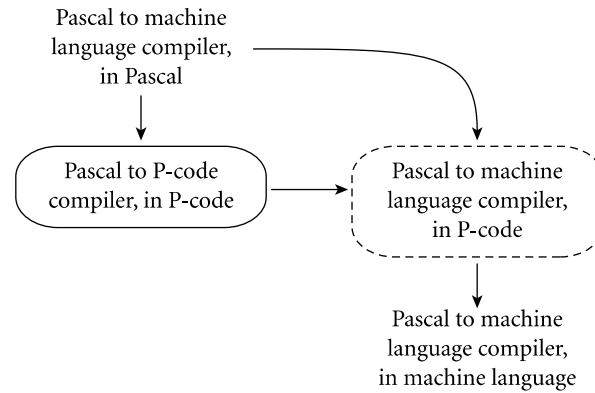 Pascal to machine
language compiler,
in Pascal
Pascal to P-code
compiler, in P-code
Pascal to machine
language compiler,
in P-code
Pascal to machine
language compiler,
in machine language